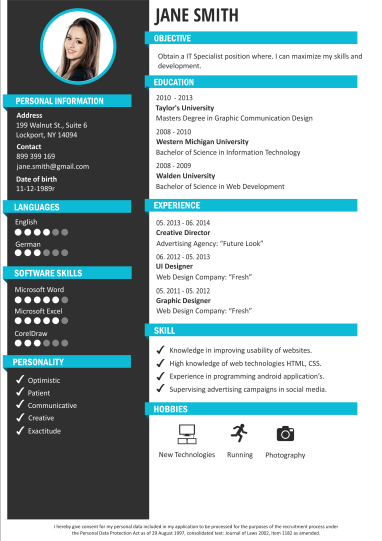 JANE SMITH
OBJECTIVE
Obtain a IT Specialist position where. I can maximize my skills and
development.
EDUCATION
2010 - 2013
Taylor's University
Masters Degree in Graphic Communication Design
2008 - 2010
Western Michigan University
Bachelor of Science in Information Technology
2008 - 2009
Walden University
Bachelor of Science in Web Development
EXPERIENCE
05. 2013 - 06. 2014
Creative Director
Advertising Agency: "Future Look"
06. 2012 - 05. 2013
UI Designer
Web Design Company: "Fresh"
05. 2011 - 05. 2012
Graphic Designer
Web Design Company: "Fresh"
SKILL
Knowledge in improving usability of websites.
High knowledge of web technologies HTML, CSS.
Experience in programming android application's.
Supervising advertising campaigns in social media.
HOBBIES
New Technologies Running Photography
PERSONAL INFORMATION
Address
199 Walnut St., Suite 6
Lockport, NY 14094
Contact
899 399 169
jane.smith@gmail.com
Date of birth
11-12-1989r
LANGUAGES
English
German
SOFTWARE SKILLS
Microsoft Word
Microsoft Excel
CorelDraw
PERSONALITY
Optimistic
Patient
Communicative
Creative
Exactitude
I hereby give consent for my personal data included in my application to be processed for the purposes of the recruitment process under
the Personal Data Protection Act as of 29 August 1997, consolidated text: Journal of Laws 2002, item 1182 as amended.